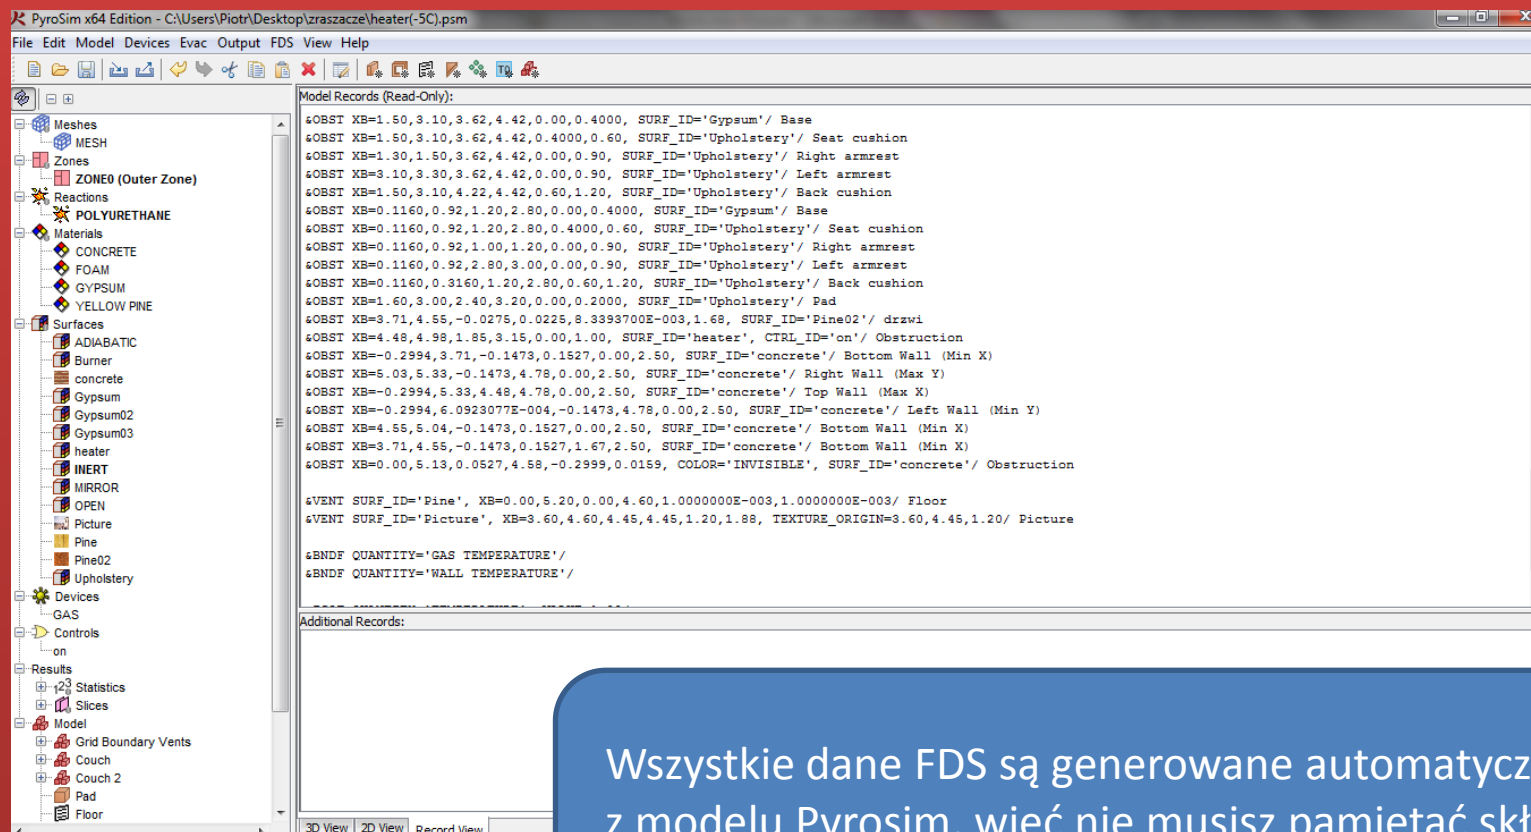 PyroSim x64 Edition - C:\Users\Piotr\Desktop\zraszacze\heater(-5C).psm
File Edit Model Devices Evac Output FDS View Help
Meshes
MESH
Zones
ZONE0 (Outer Zone)
Reactions
POLYURETHANE
Materials
CONCRETE
FOAM
GYPSUM
YELLOW PINE
Surfaces
ADIABATIC
Burner
concrete
Gypsum
Gypsum02
Gypsum03
heater
INERT
MIRROR
OPEN
Picture
Pine
Pine02
Upholstery
Devices
GAS
Controls
on
Results
Statistics
Slices
Model
Grid Boundary Vents
Couch
Couch 2
Pad
Floor
Model Records (Read-Only):
&OBST XB=1.50,3.10,3.62,4.42,0.00,0.4000, SURF_ID='Gypsum'/ Base
&OBST XB=1.50,3.10,3.62,4.42,0.4000,0.60, SURF_ID='Upholstery'/ Seat cushion
&OBST XB=1.30,1.50,3.62,4.42,0.00,0.90, SURF_ID='Upholstery'/ Right armrest
&OBST XB=3.10,3.30,3.62,4.42,0.00,0.90, SURF_ID='Upholstery'/ Left armrest
&OBST XB=1.50,3.10,4.22,4.42,0.60,1.20, SURF_ID='Upholstery'/ Back cushion
&OBST XB=0.1160,0.92,1.20,2.80,0.00,0.4000, SURF_ID='Gypsum'/ Base
&OBST XB=0.1160,0.92,1.20,2.80,0.4000,0.60, SURF_ID='Upholstery'/ Seat cushion
&OBST XB=0.1160,0.92,1.00,1.20,0.00,0.90, SURF_ID='Upholstery'/ Right armrest
&OBST XB=0.1160,0.92,2.80,3.00,0.00,0.90, SURF_ID='Upholstery'/ Left armrest
&OBST XB=0.1160,0.3160,1.20,2.80,0.60,1.20, SURF_ID='Upholstery'/ Back cushion
&OBST XB=1.60,3.00,2.40,3.20,0.00,0.2000, SURF_ID='Upholstery'/ Pad
&OBST XB=3.71,4.55,-0.0275,0.0225,8.3393700E-003,1.68, SURF_ID='Pine02'/ drzwi
&OBST XB=4.48,4.98,1.85,3.15,0.00,1.00, SURF_ID='heater', CTRL_ID='on'/ Obstruction
&OBST XB=-0.2994,3.71,-0.1473,0.1527,0.00,2.50, SURF_ID='concrete'/ Bottom Wall (Min X)
&OBST XB=5.03,5.33,-0.1473,4.78,0.00,2.50, SURF_ID='concrete'/ Right Wall (Max Y)
&OBST XB=-0.2994,5.33,4.48,4.78,0.00,2.50, SURF_ID='concrete'/ Top Wall (Max X)
&OBST XB=-0.2994,6.0923077E-004,-0.1473,4.78,0.00,2.50, SURF_ID='concrete'/ Left Wall (Min Y)
&OBST XB=4.55,5.04,-0.1473,0.1527,0.00,2.50, SURF_ID='concrete'/ Bottom Wall (Min X)
&OBST XB=3.71,4.55,-0.1473,0.1527,1.67,2.50, SURF_ID='concrete'/ Bottom Wall (Min X)
&OBST XB=0.00,5.13,0.0527,4.58,-0.2999,0.0159, COLOR='INVISIBLE', SURF_ID='concrete'/ Obstruction
&VENT SURF_ID='Pine', XB=0.00,5.20,0.00,4.60,1.0000000E-003,1.0000000E-003/ Floor
&VENT SURF_ID='Picture', XB=3.60,4.60,4.45,4.45,1.20,1.88, TEXTURE_ORIGIN=3.60,4.45,1.20/ Picture
&BNDF QUANTITY='GAS TEMPERATURE'/
&BNDF QUANTITY='WALL TEMPERATURE'/
Additional Records:
3D View 2D View Record View
Wszystkie dane FDS są generowane automatycz
z modelu Pyrosim, więc nie musisz pamiętać skł